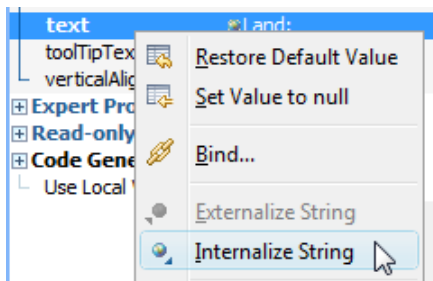 text Land:
toolTipTex
verticalAlig
Expert Pro
Read-only
Code Gene
Use Local
Restore Default Value
Set Value to null
Bind...
Externalize String
Internalize String